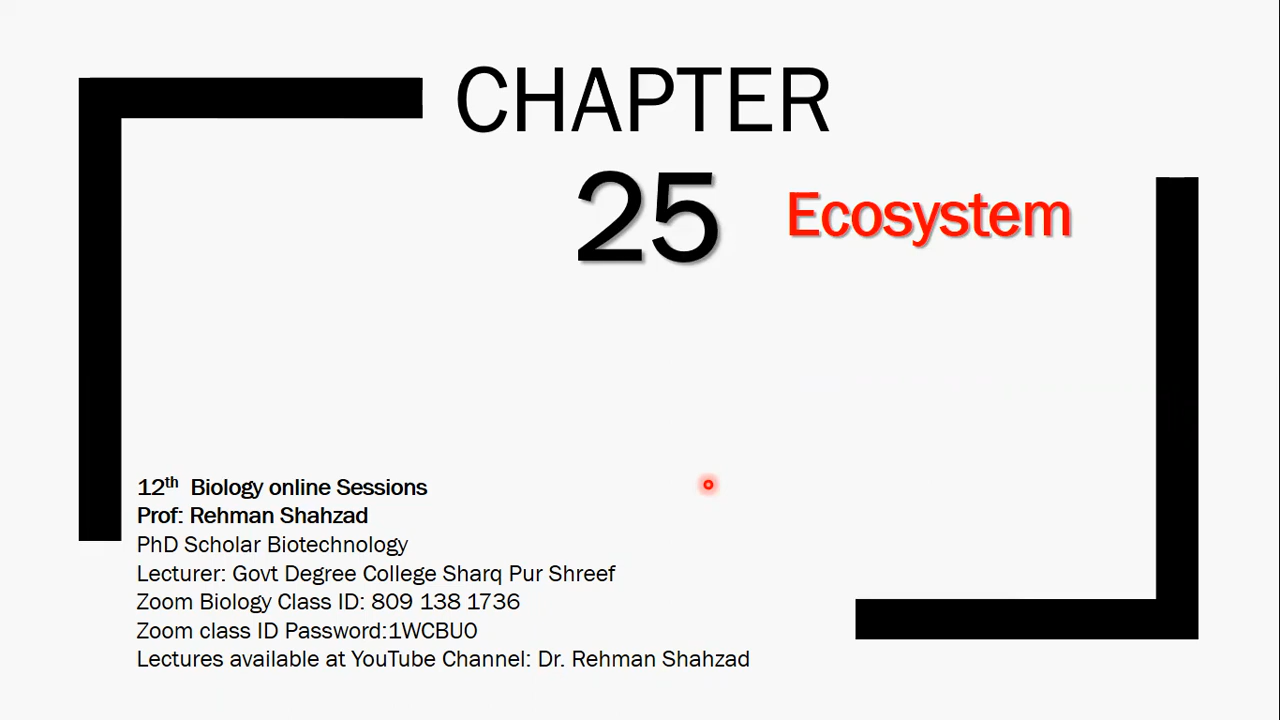 CHAPTER
25 Ecosystem
12th Biology online Sessions
Prof: Rehman Shahzad
PhD Scholar Biotechnology
Lecturer: Govt Degree College Sharq Pur Shreef
Zoom Biology Class ID: 809 138 1736
Zoom class ID Password:1WCBU0
Lectures available at YouTube Channel: Dr. Rehman Shahzad